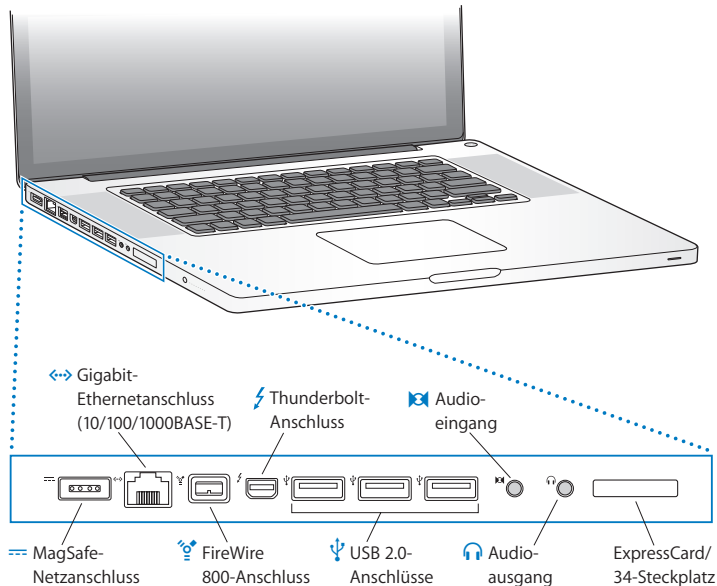 Gigabit-
Ethernetanschluss
(10/100/1000BASE-T)
Thunderbolt-
Anschluss
Audio-
eingang
MagSafe-
Netzanschluss
FireWire
800-Anschluss
USB 2.0-
Anschlüsse
Audio-
ausgang
ExpressCard/
34-Steckplatz